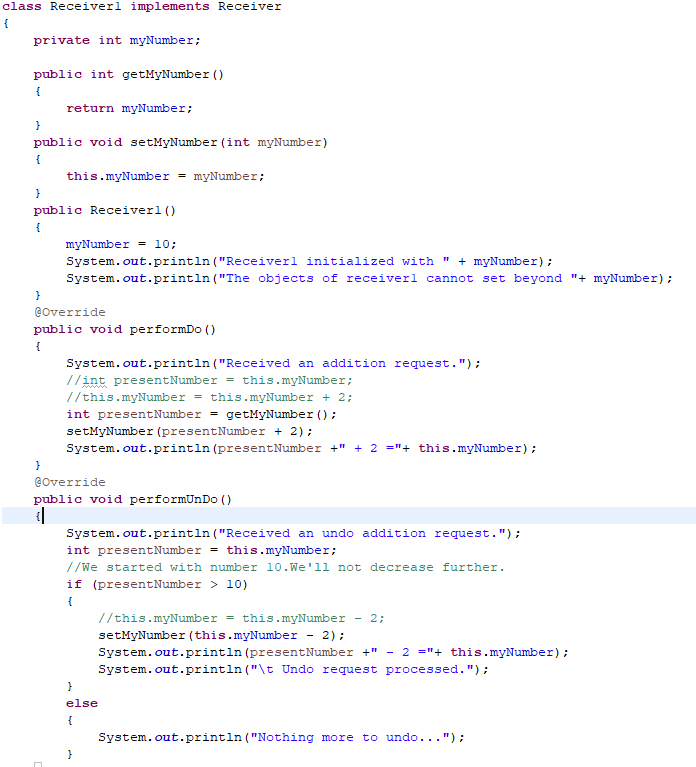 class Receiver1 implements Receiver
{
    private int myNumber;

    public int getMyNumber()
    {
        return myNumber;
    }
    public void setMyNumber(int myNumber)
    {
        this.myNumber = myNumber;
    }
    public Receiver1()
    {
        myNumber = 10;
        System.out.println("Receiver1 initialized with " + myNumber);
        System.out.println("The objects of receiver1 cannot set beyond "+ myNumber);
    }
    @Override
    public void performDo()
    {
        System.out.println("Received an addition request.");
        //int presentNumber = this.myNumber;
        //this.myNumber = this.myNumber + 2;
        int presentNumber = getMyNumber();
        setMyNumber(presentNumber + 2);
        System.out.println(presentNumber +" + 2 ="+ this.myNumber);
    }
    @Override
    public void performUnDo()
    {
        System.out.println("Received an undo addition request.");
        int presentNumber = this.myNumber;
        //We started with number 10.We'll not decrease further.
        if (presentNumber > 10)
        {
            //this.myNumber = this.myNumber - 2;
            setMyNumber(this.myNumber - 2);
            System.out.println(presentNumber +" - 2 ="+ this.myNumber);
            System.out.println("\t Undo request processed.");
        }
        else
        {
            System.out.println("Nothing more to undo...");
        }